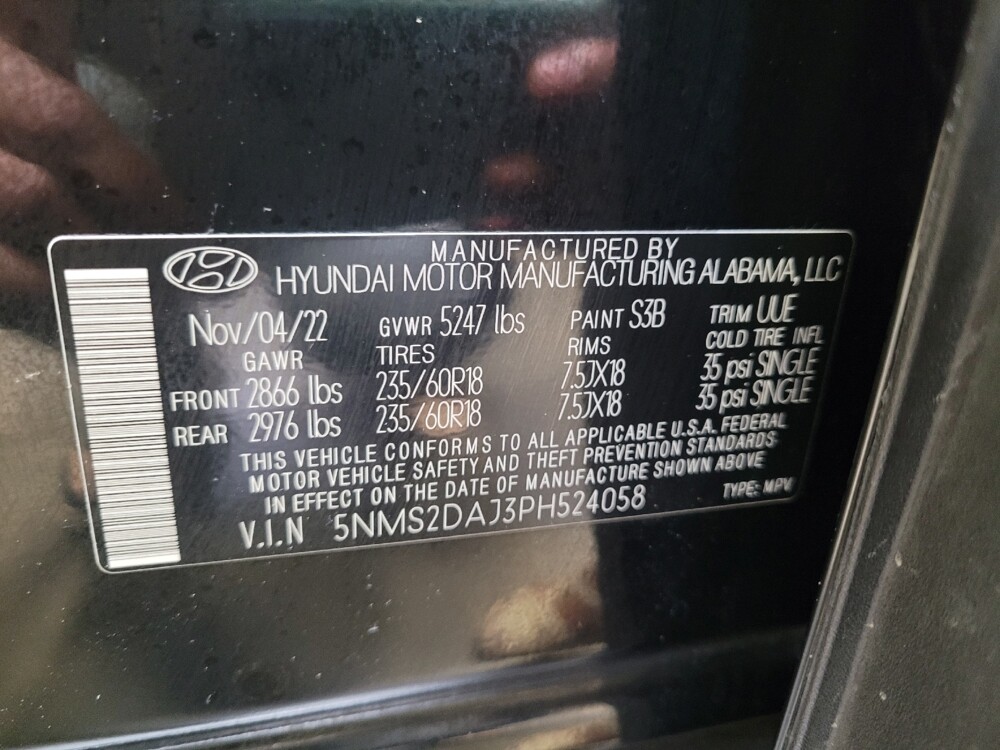 MANUFACTURED BY
HYUNDAI MOTOR MANUFACTURING ALABAMA, LLC
Nov/04/22 GVWR 5247 lbs PAINT S3B TRIM UUE
GAWR TIRES RIMS COLD TIRE INFL
FRONT 2866 lbs 235/60R18 7.5JX18 35 psi SINGLE
REAR 2976 lbs 235/60R18 7.5JX18 35 psi SINGLE
THIS VEHICLE CONFORMS TO ALL APPLICABLE U.S.A. FEDERAL
MOTOR VEHICLE SAFETY AND THEFT PREVENTION STANDARDS
IN EFFECT ON THE DATE OF MANUFACTURE SHOWN ABOVE
V.I.N 5NMS2DAJ3PH524058 TYPE: MPV